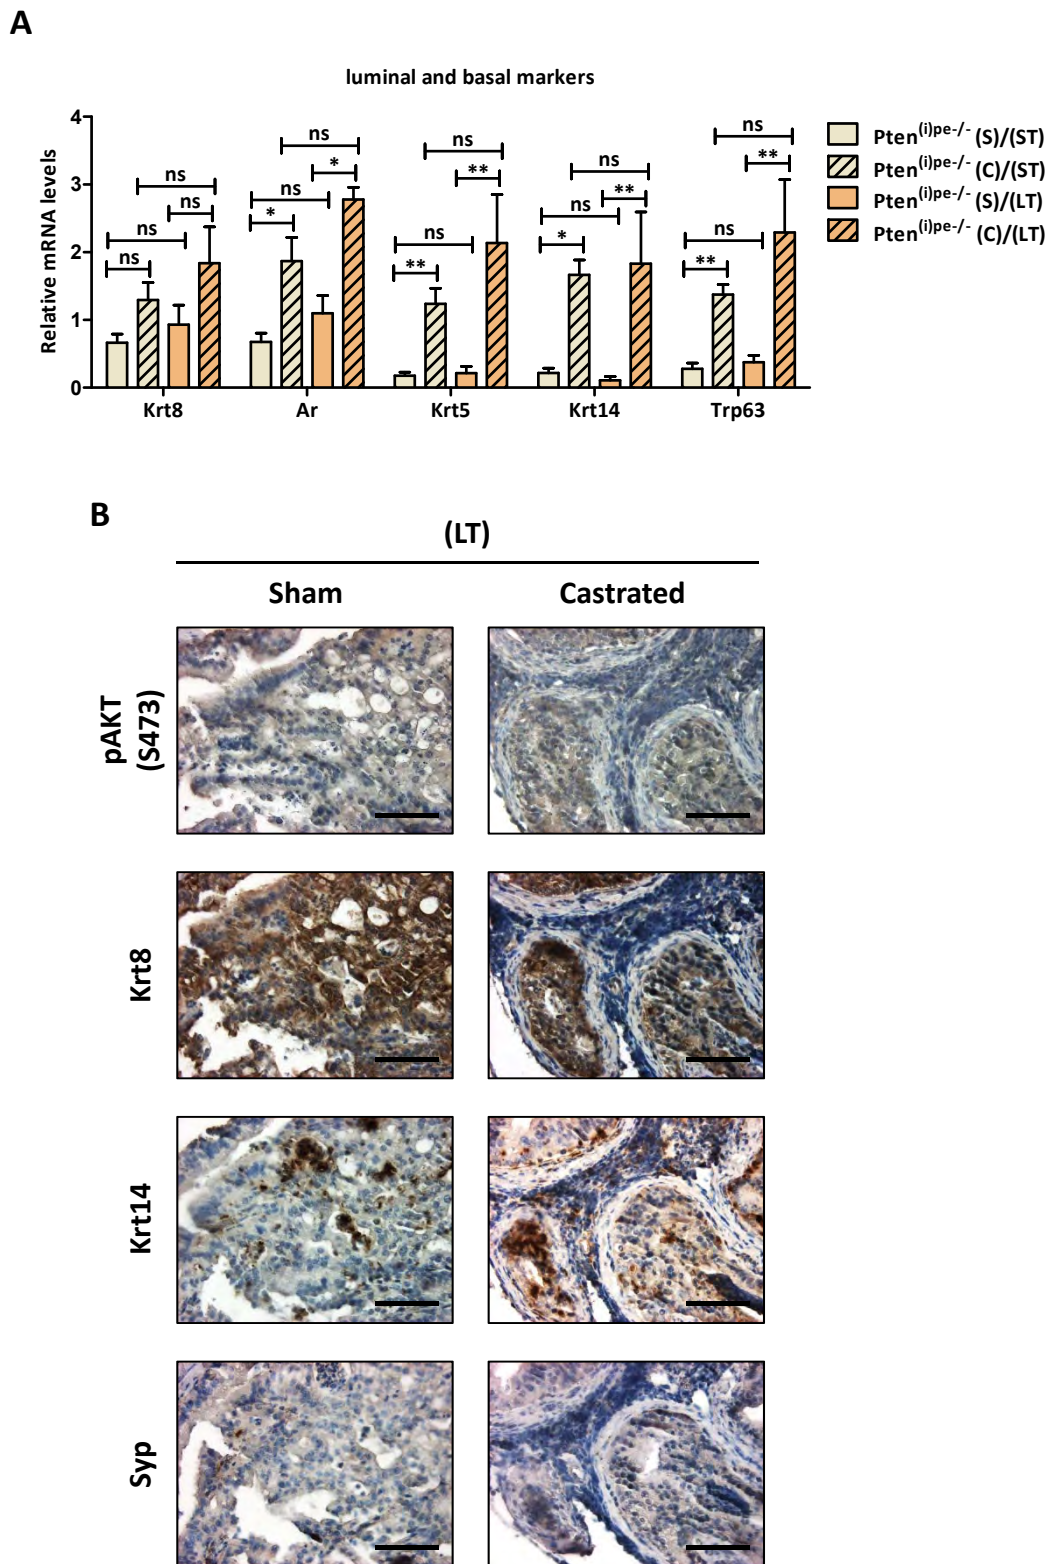 A
luminal and basal markers
Relative mRNA levels
4
3
2
1
0
ns
ns
ns
ns
ns
ns
*
*
ns
ns
**
**
ns
ns
**
*
ns
ns
**
**
Krt8
Ar
Krt5
Krt14
Trp63
Pten(i)pe-/- (S)/(ST)
Pten(i)pe-/- (C)/(ST)
Pten(i)pe-/- (S)/(LT)
Pten(i)pe-/- (C)/(LT)
B
(LT)
Sham
Castrated
pAKT
(S473)
Krt8
Krt14
Syp